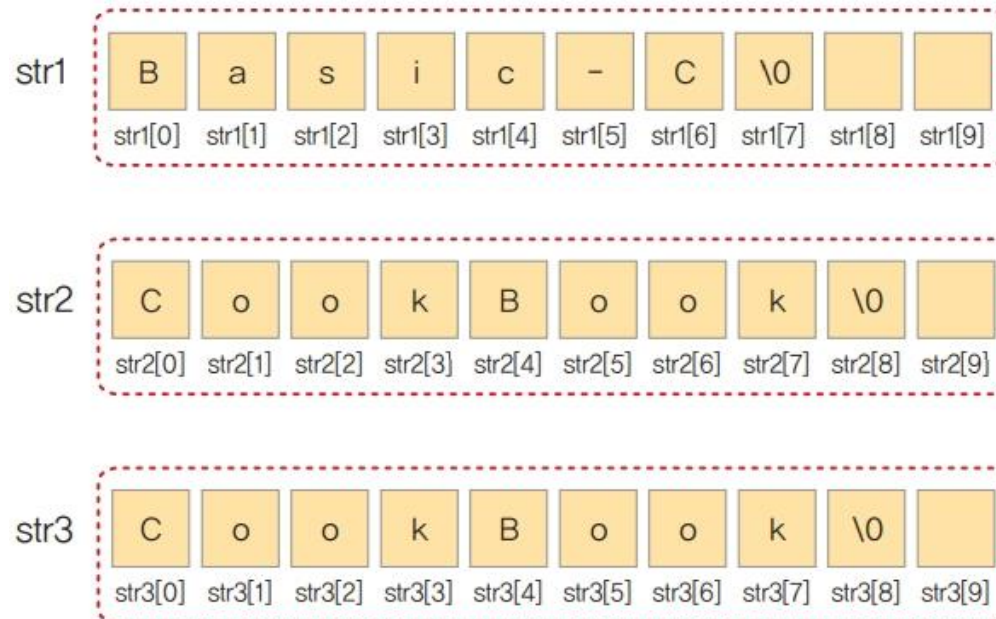 str1 B a s i c - C \0
str1[0] str1[1] str1[2] str1[3] str1[4] str1[5] str1[6] str1[7] str1[8] str1[9]
str2 C o o k B o o k \0
str2[0] str2[1] str2[2] str2[3} str2[4] str2[5] str2[6] str2[7] str2[8] str2[9}
str3 C o o k B o o k \0
str3[0] str3[1] str3[2] str3[3] str3[4] str3[5] str3[6] str3[7] str3[8] str3[9]